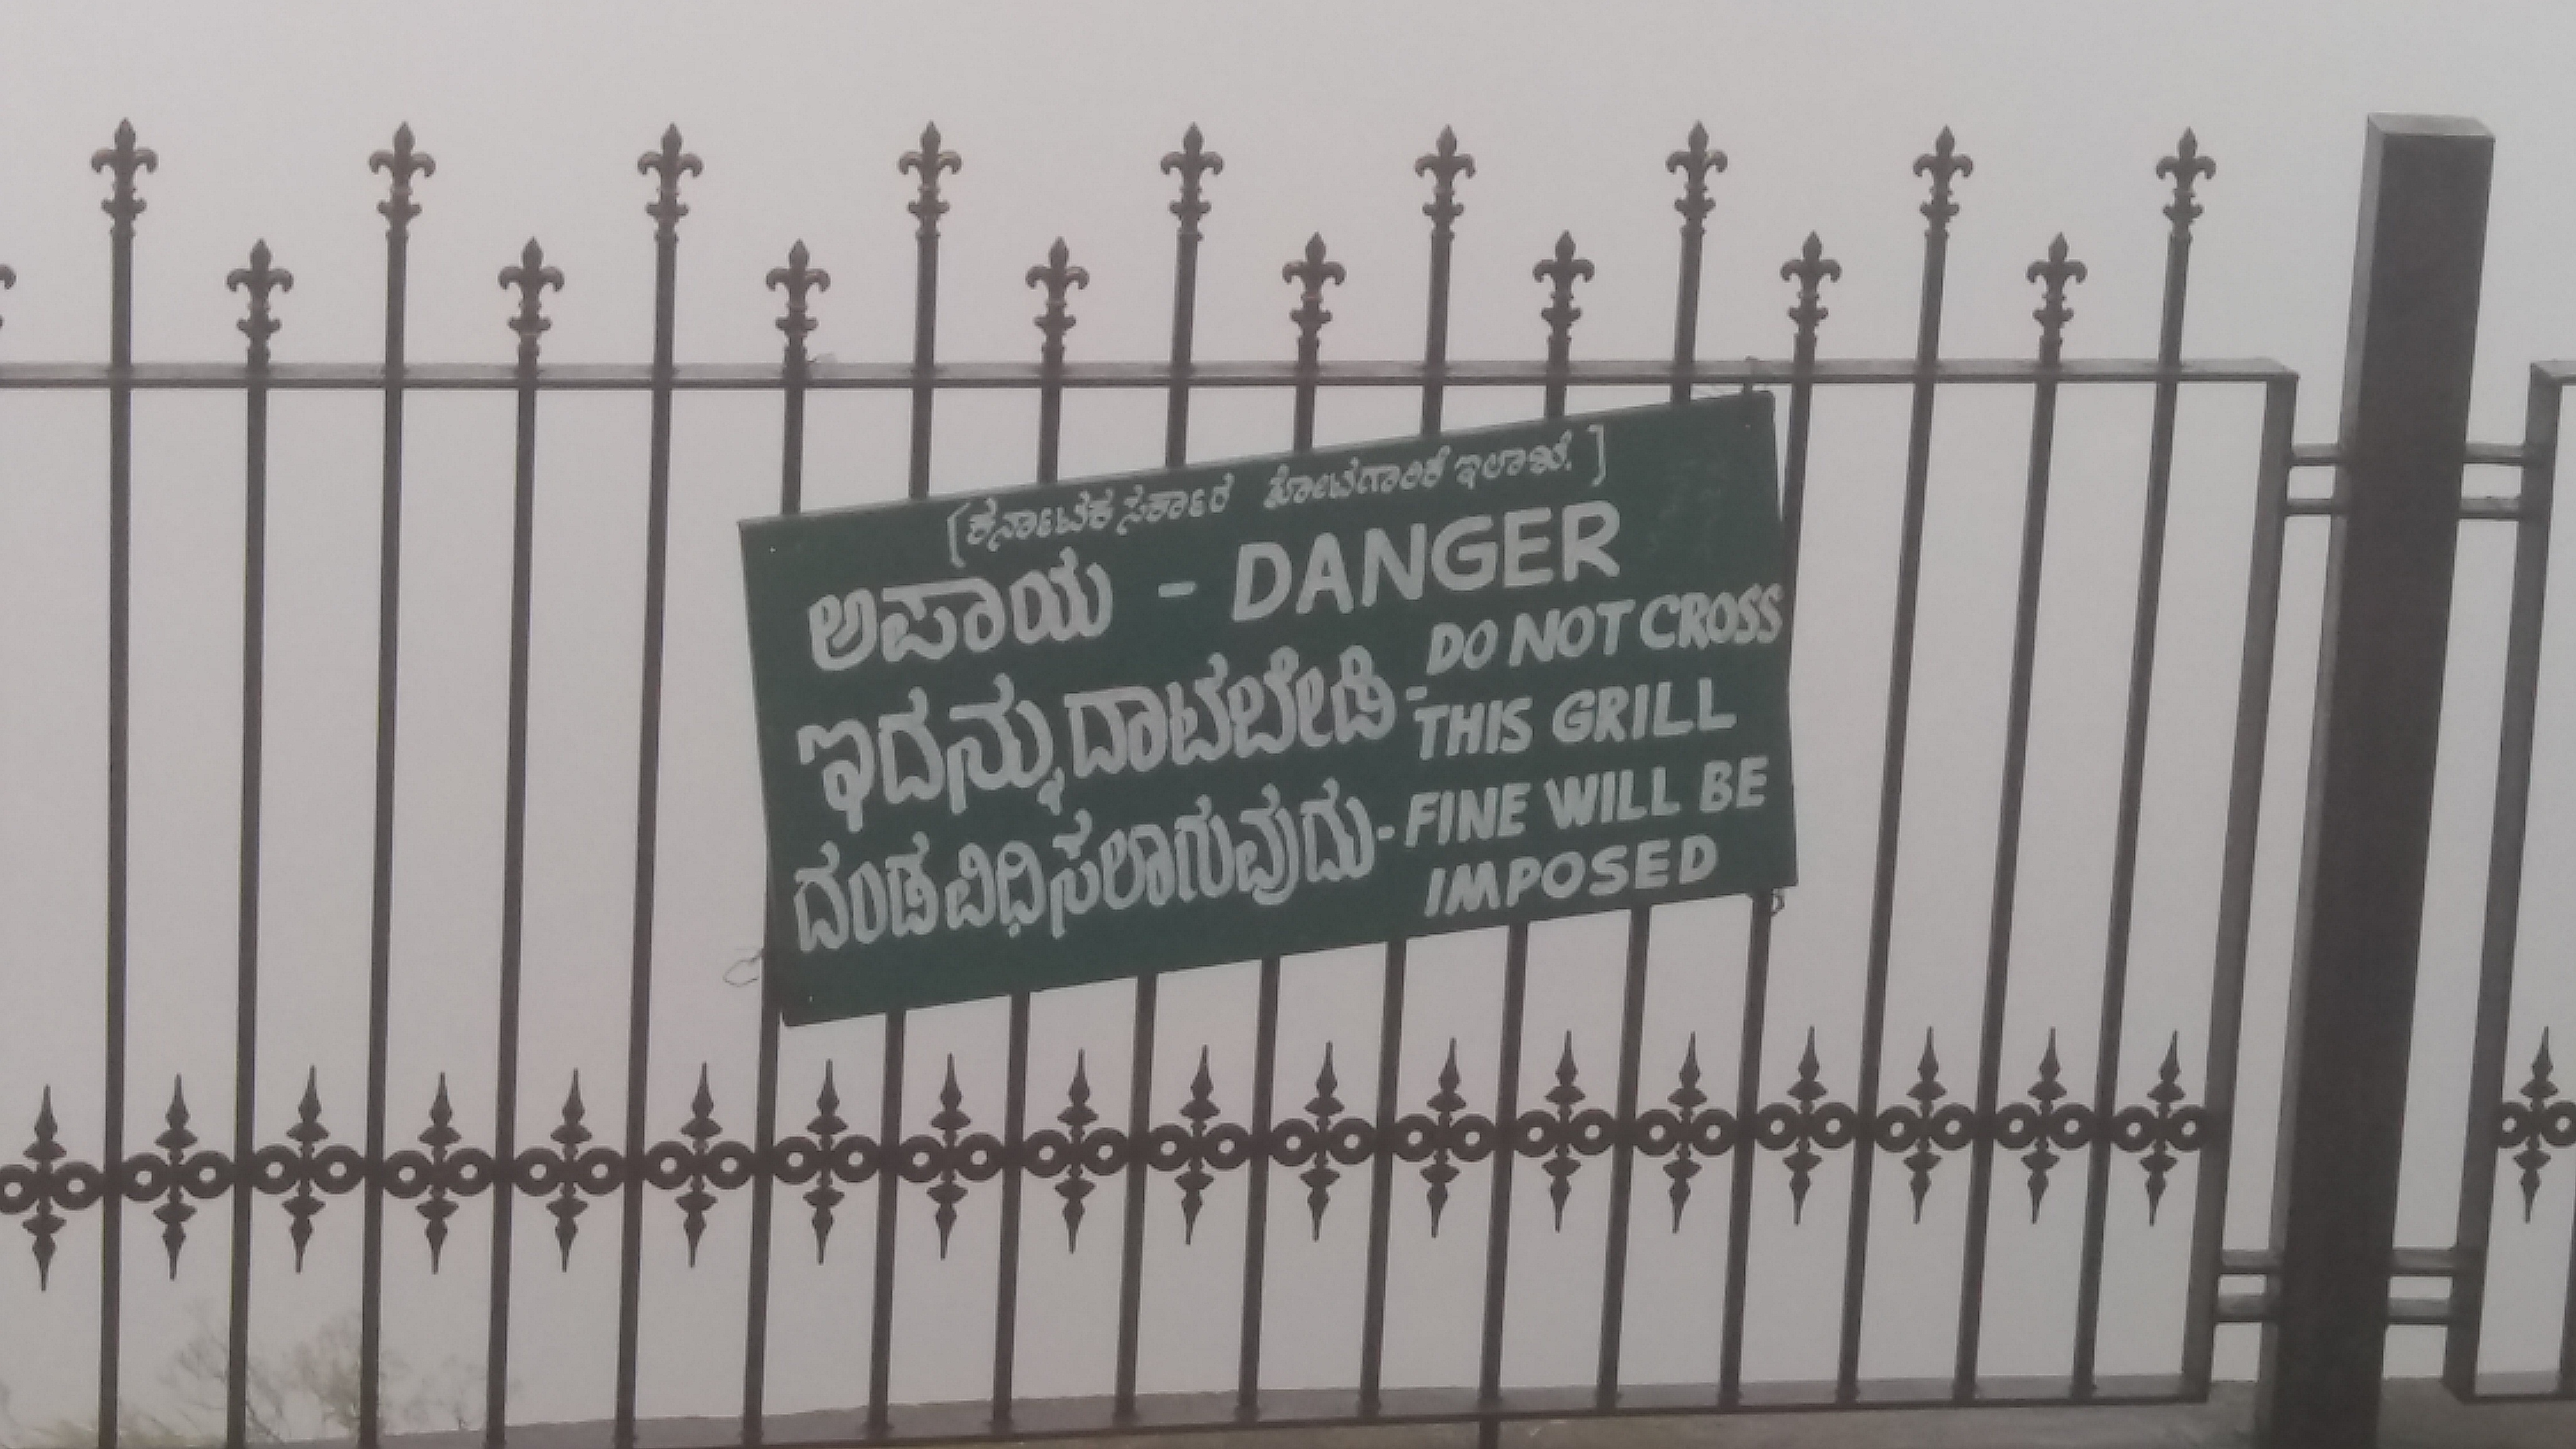 [ಕರ್ನಾಟಕ ಸರ್ಕಾರ ತೋಟಗಾರಿಕೆ ಇಲಾಖೆ.]
ಅಪಾಯ - DANGER
ಇದನ್ನು ದಾಟಬೇಡಿ - DO NOT CROSS
THIS GRILL
ದಂಡ ವಿಧಿಸಲಾಗುವುದು - FINE WILL BE
IMPOSED